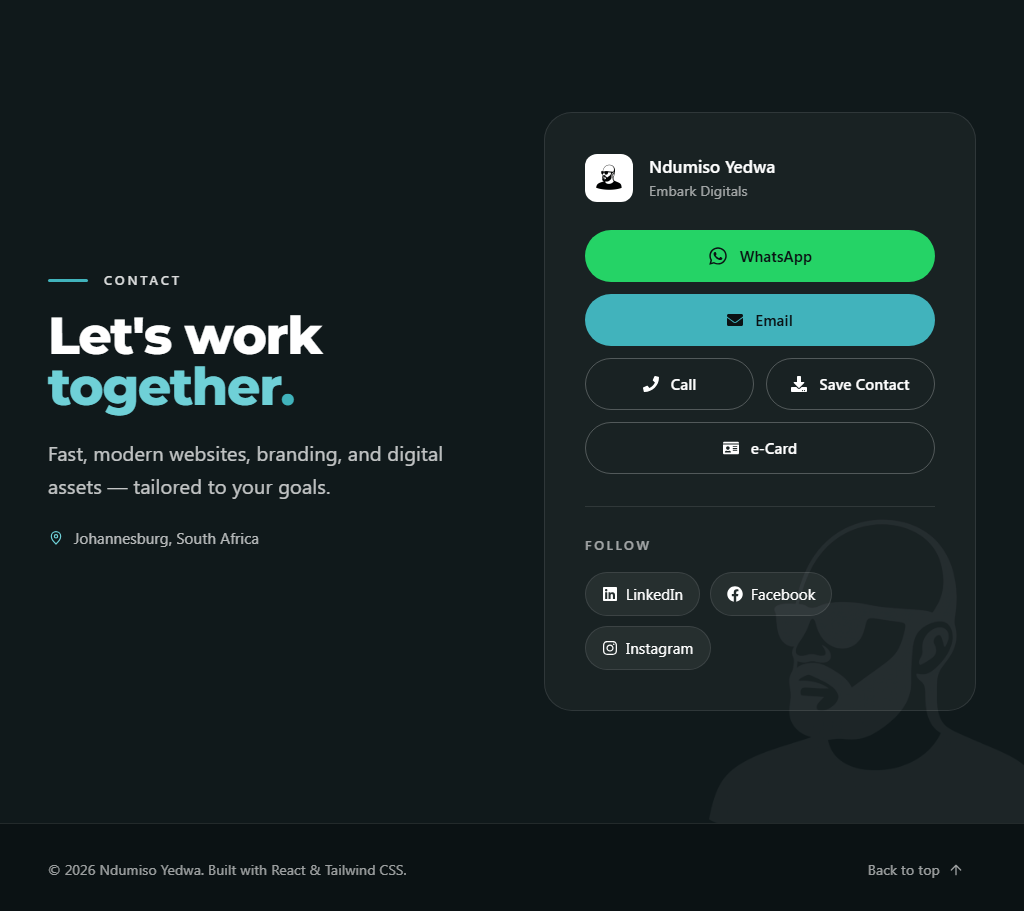 CONTACT
Let's work
together.
Fast, modern websites, branding, and digital
assets — tailored to your goals.
Johannesburg, South Africa
Ndumiso Yedwa
Embark Digitals
WhatsApp
Email
Call
Save Contact
e-Card
FOLLOW
LinkedIn
Facebook
Instagram
© 2026 Ndumiso Yedwa. Built with React & Tailwind CSS.
Back to top